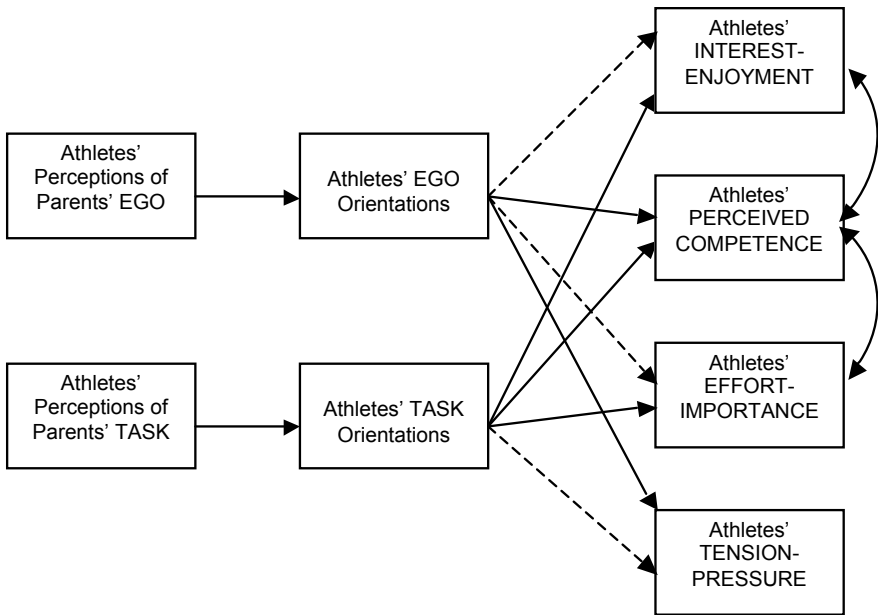 Athletes’
INTEREST-
ENJOYMENT
Athletes’
Perceptions of
Parents’ EGO
Athletes’ EGO
Orientations
Athletes’
PERCEIVED
COMPETENCE
Athletes’
Perceptions of
Parents’ TASK
Athletes’ TASK
Orientations
Athletes’
EFFORT-
IMPORTANCE
Athletes’
TENSION-
PRESSURE